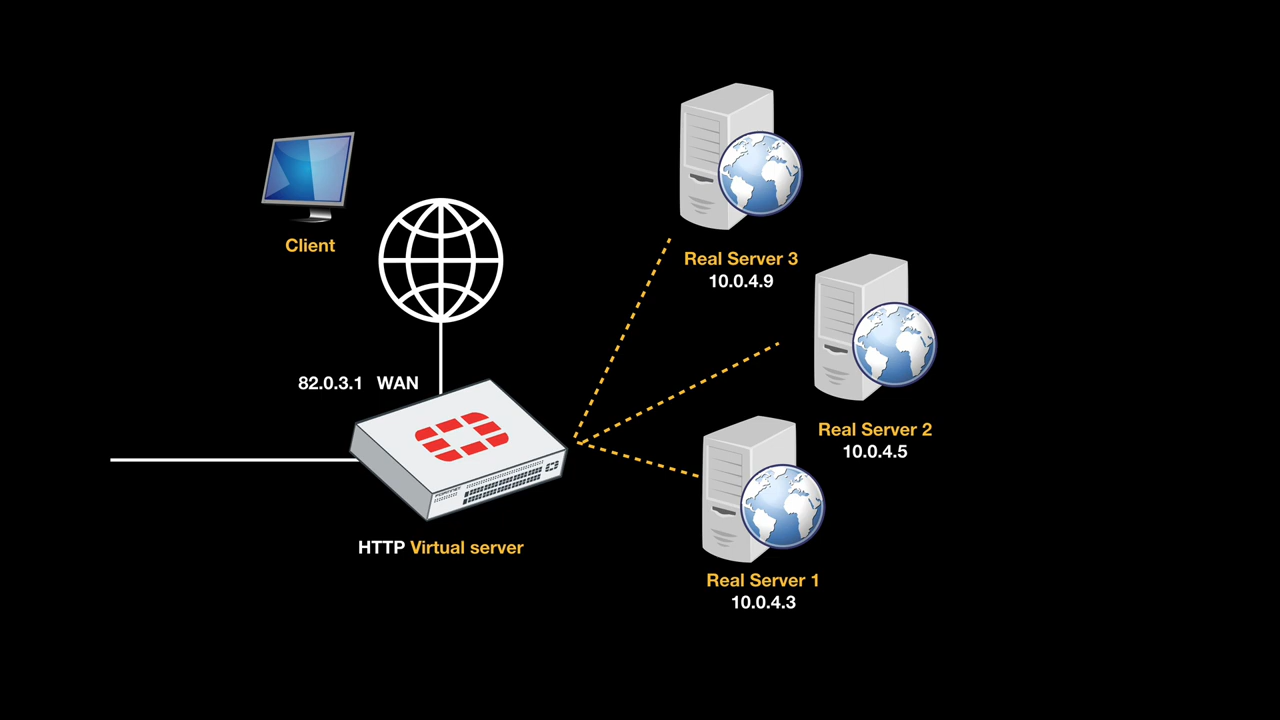 Client
82.0.3.1 WAN
HTTP Virtual server
FORTINET
Real Server 3
10.0.4.9
Real Server 2
10.0.4.5
Real Server 1
10.0.4.3